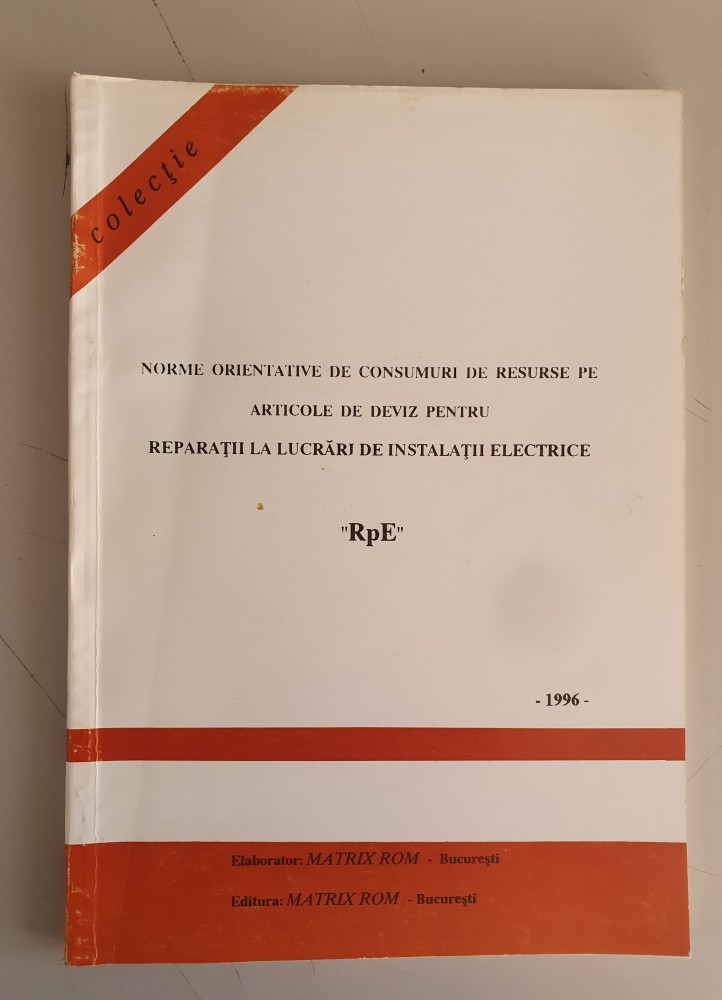 colecţie
NORME ORIENTATIVE DE CONSUMURI DE RESURSE PE
ARTICOLE DE DEVIZ PENTRU
REPARAŢII LA LUCRĂRI DE INSTALAŢII ELECTRICE
"RpE"
- 1996 -
Elaborator: MATRIX ROM - Bucureşti
Editura: MATRIX ROM - Bucureşti